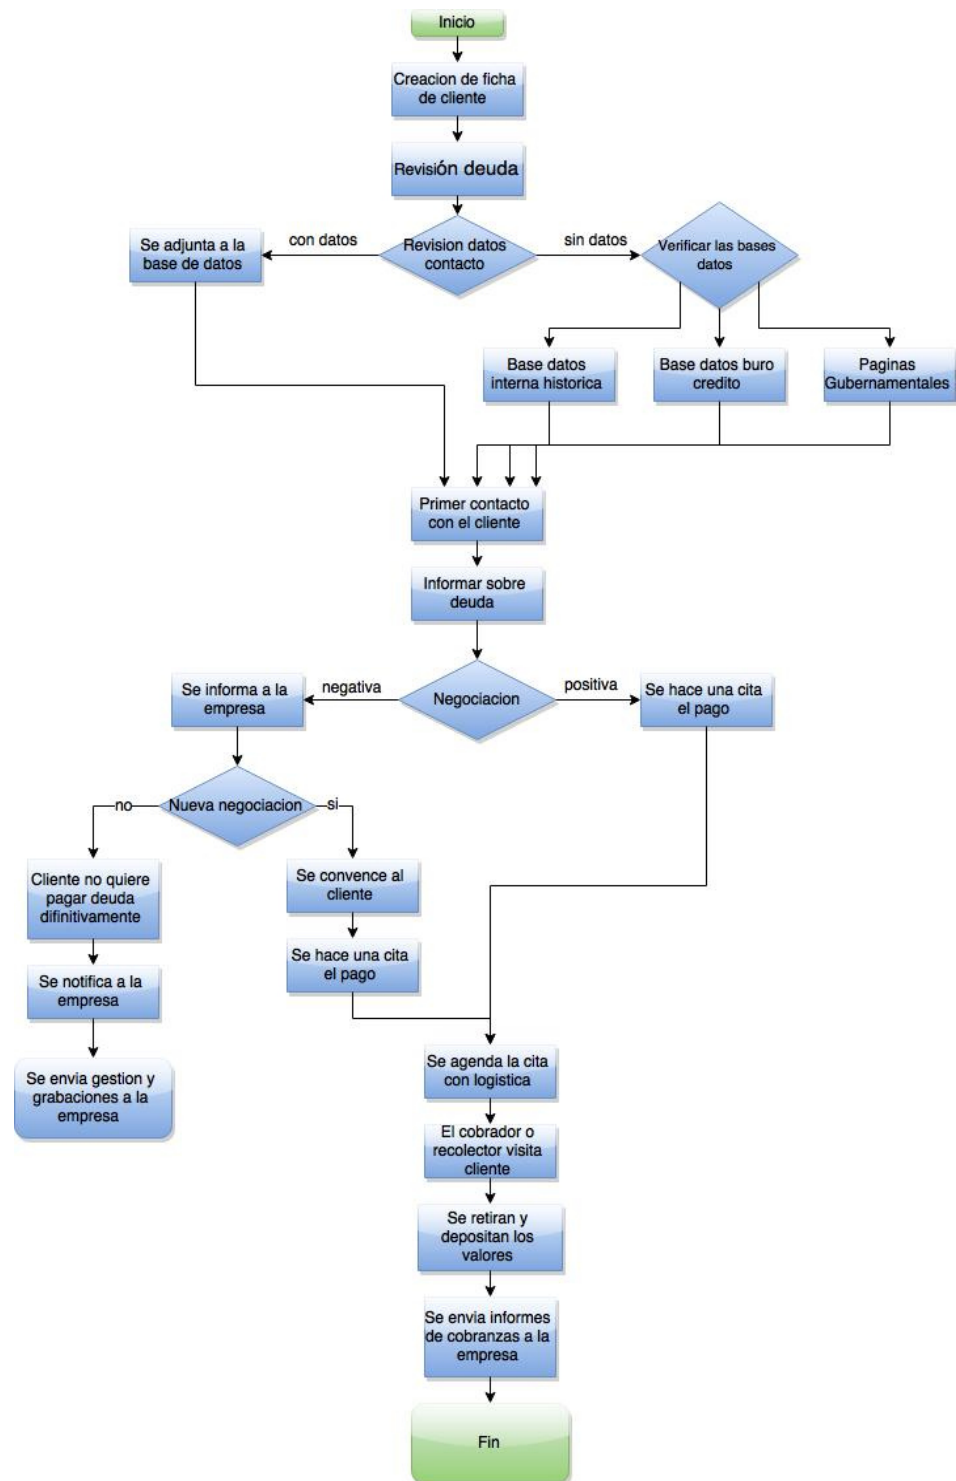 Inicio
Creacion de ficha
de cliente
Revisión deuda
Se adjunta a la
base de datos
con datos
Revision datos
contacto
sin datos
Verificar las bases
datos
Base datos
interna historica
Base datos buro
credito
Paginas
Gubernamentales
Primer contacto
con el cliente
Informar sobre
deuda
Se informa a la
empresa
negativa
Negociacion
positiva
Se hace una cita
el pago
no
Nueva negociacion
si
Cliente no quiere
pagar deuda
difinitivamente
Se convence al
cliente
Se notifica a la
empresa
Se hace una cita
el pago
Se envia gestion y
grabaciones a la
empresa
Se agenda la cita
con logistica
El cobrador o
recolector visita
cliente
Se retiran y
depositan los
valores
Se envia informes
de cobranzas a la
empresa
Fin